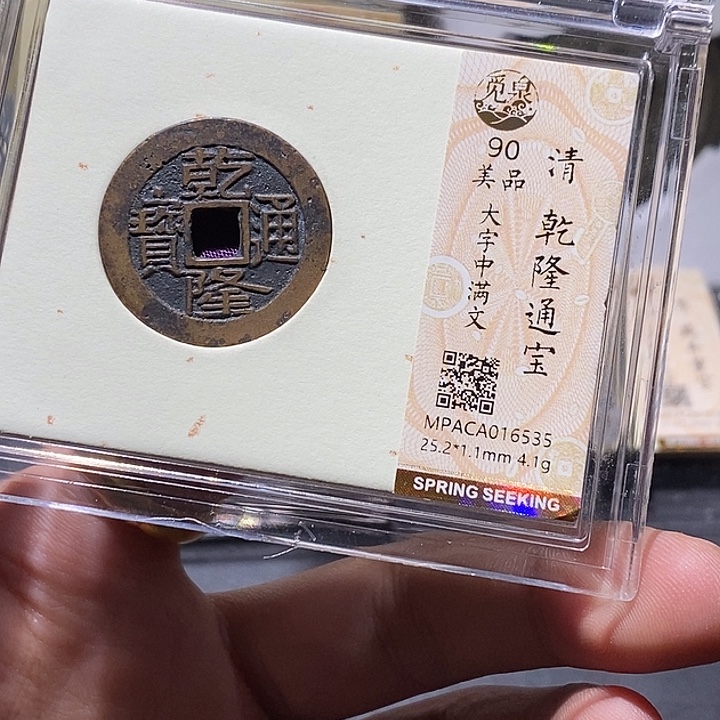 乾隆通寶
觅泉
90
美品
大字中满文
清 乾隆通宝
MPACA016535
25.2*1.1mm 4.1g
SPRING SEEKING